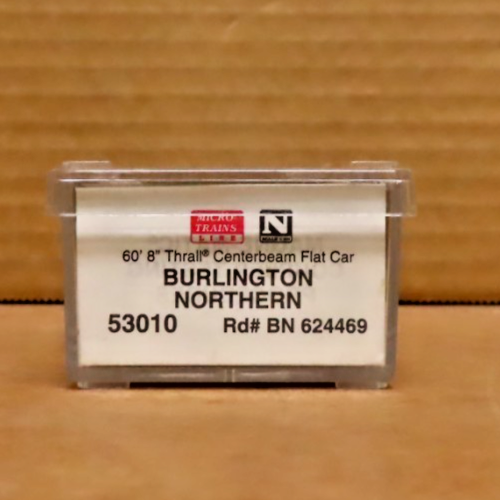 MICRO-
TRAINS
LINE
N
60' 8" Thrall® Centerbeam Flat Car
BURLINGTON
NORTHERN
53010 Rd# BN 624469